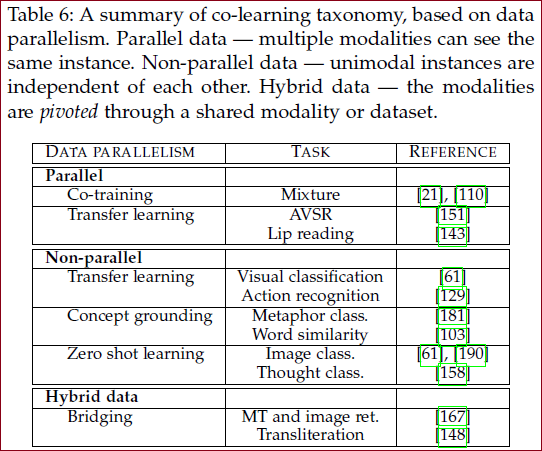 Table 6: A summary of co-learning taxonomy, based on data
parallelism. Parallel data — multiple modalities can see the
same instance. Non-parallel data — unimodal instances are
independent of each other. Hybrid data — the modalities
are pivoted through a shared modality or dataset.
DATA PARALLELISM TASK REFERENCE
Parallel
Co-training Mixture [21], [110]
Transfer learning AVSR [151]
Lip reading [143]
Non-parallel
Transfer learning Visual classification [61]
Action recognition [129]
Concept grounding Metaphor class. [181]
Word similarity [103]
Zero shot learning Image class. [61], [190]
Thought class. [158]
Hybrid data
Bridging MT and image ret. [167]
Transliteration [148]